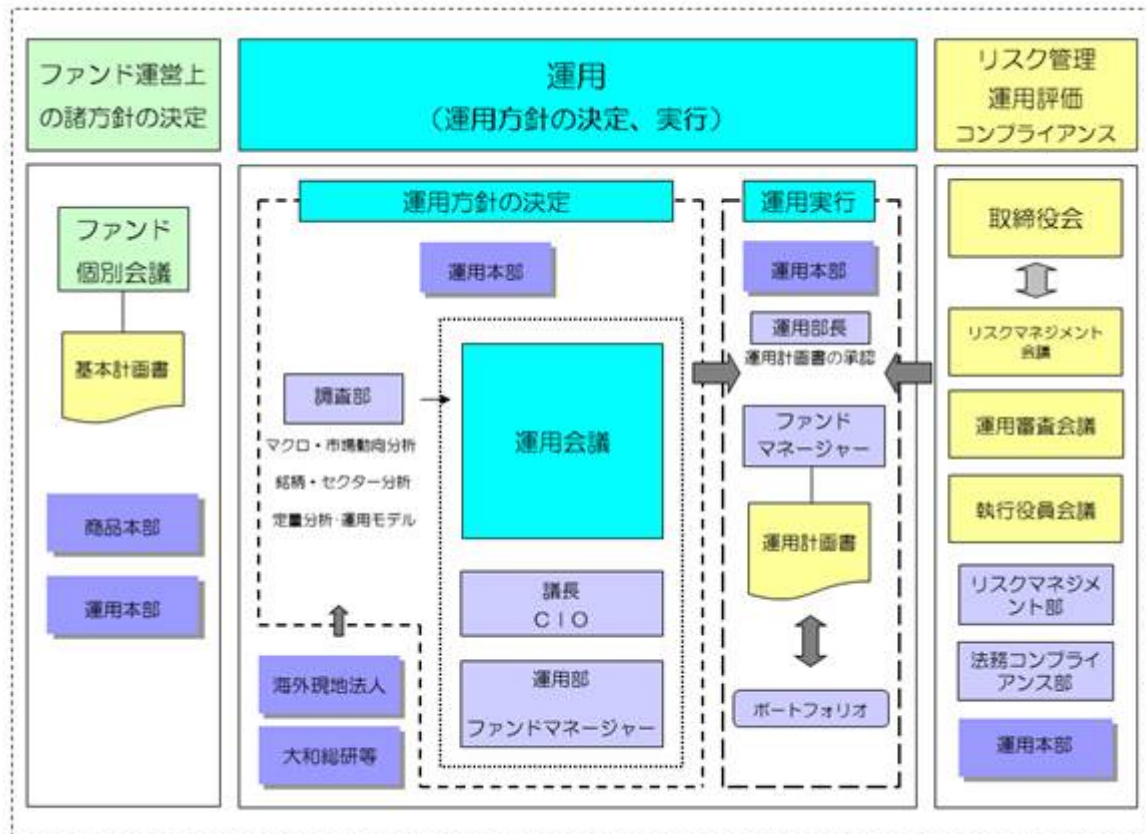 ファンド運営上
の諸方針の決定
運用
(運用方針の決定、実行)
リスク管理
運用評価
コンプライアンス
ファンド
個別会議
基本計画書
商品本部
運用本部
運用方針の決定
運用本部
調査部
マクロ・市場動向分析
銘柄・セクター分析
定量分析・運用モデル
運用会議
議長
CIO
運用部
ファンドマネージャー
海外現地法人
大和総研等
運用実行
運用本部
運用部長
運用計画書の承認
ファンド
マネージャー
運用計画書
ポートフォリオ
取締役会
リスクマネジメント
会議
運用審査会議
執行役員会議
リスクマネジメ
ント部
法務コンプライ
アンス部
運用本部